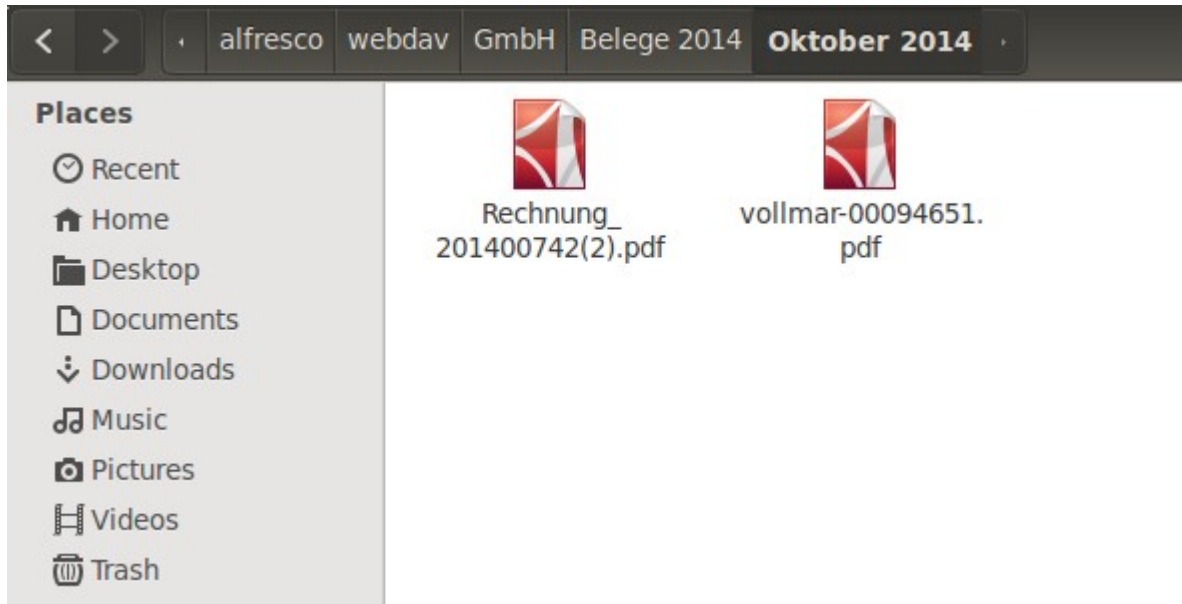 alfresco webdav GmbH Belege 2014 Oktober 2014
Places
Recent
Home
Desktop
Documents
Downloads
Music
Pictures
Videos
Trash
Rechnung_
201400742(2).pdf
vollmar-00094651.
pdf